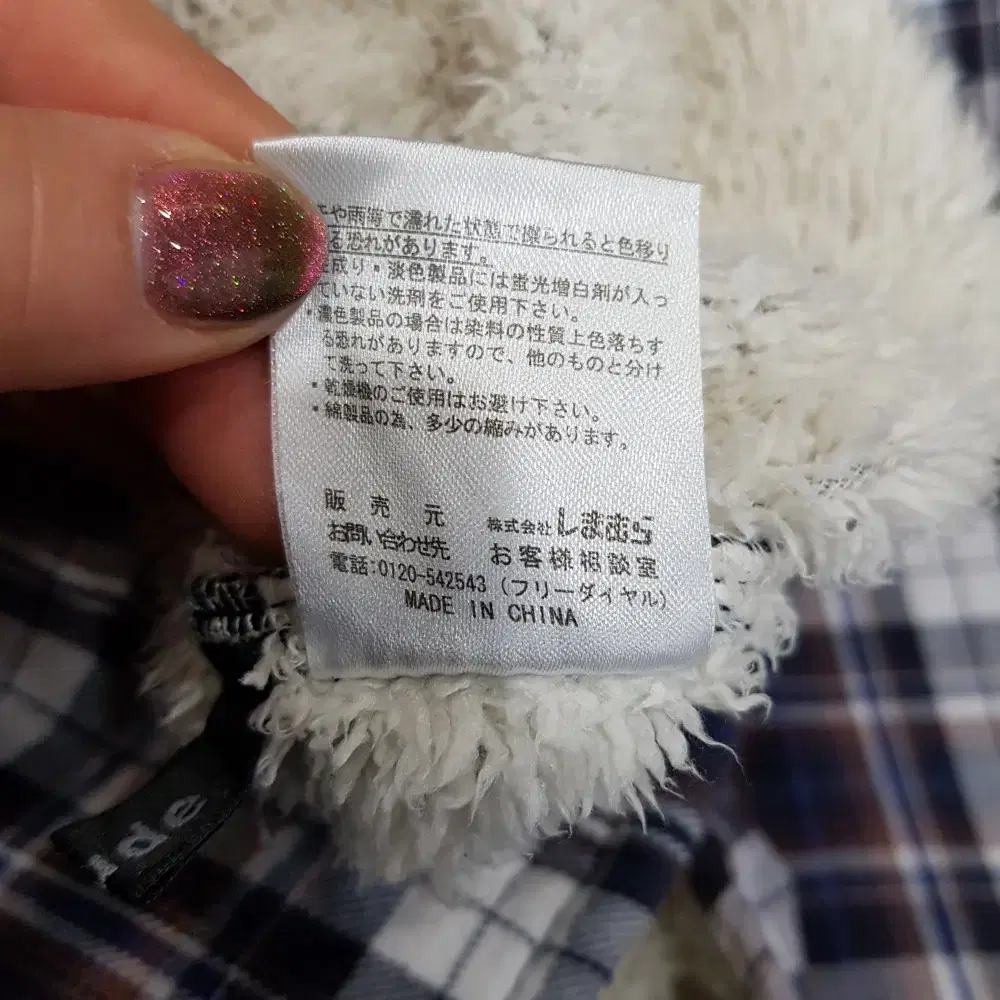 や雨等で濡れた状態で擦られると色移り
る恐れがあります。
成り・淡色製品には蛍光増白剤が入っ
ていない洗剤をご使用下さい。
・濃色製品の場合は染料の性質上色落ちす
る恐れがありますので、他のものと分け
て洗って下さい。
・乾燥機のご使用はお避け下さい。
・綿製品の為、多少の縮みがあります。
販売元 株式会社しまむら
お問い合わせ先 お客様相談室
電話:0120-542543 (フリーダイヤル)
MADE IN CHINA
de